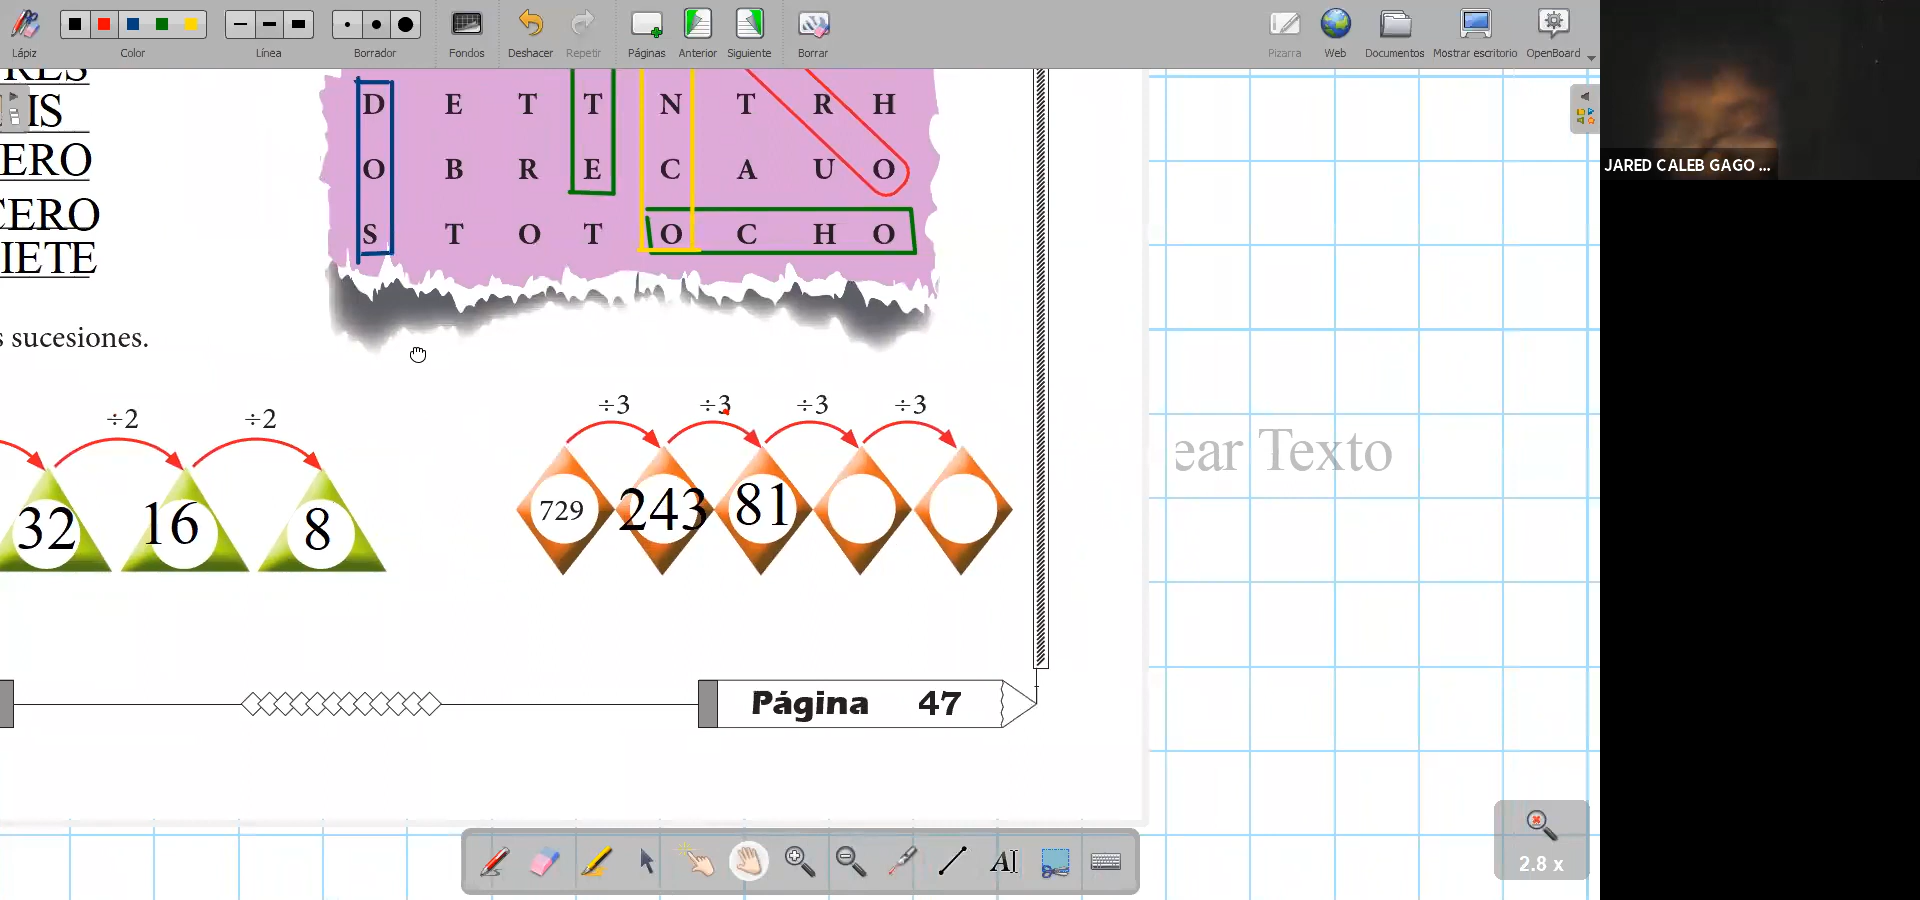 Lápiz
Color
Línea
Borrador
Fondos
Deshacer
Repetir
Páginas
Anterior
Siguiente
Borrar
Pizarra
Web
Documentos
Mostrar escritorio
OpenBoard
JARED CALEB GAGO ...
IS
ERO
CERO
IETE
D E T T N T R H
O B R E C A U O
S T O T O C H O
s sucesiones.
÷2 ÷2
32 16 8
÷3 ÷3 ÷3 ÷3
729 243 81
ear Texto
Página 47
2.8 x